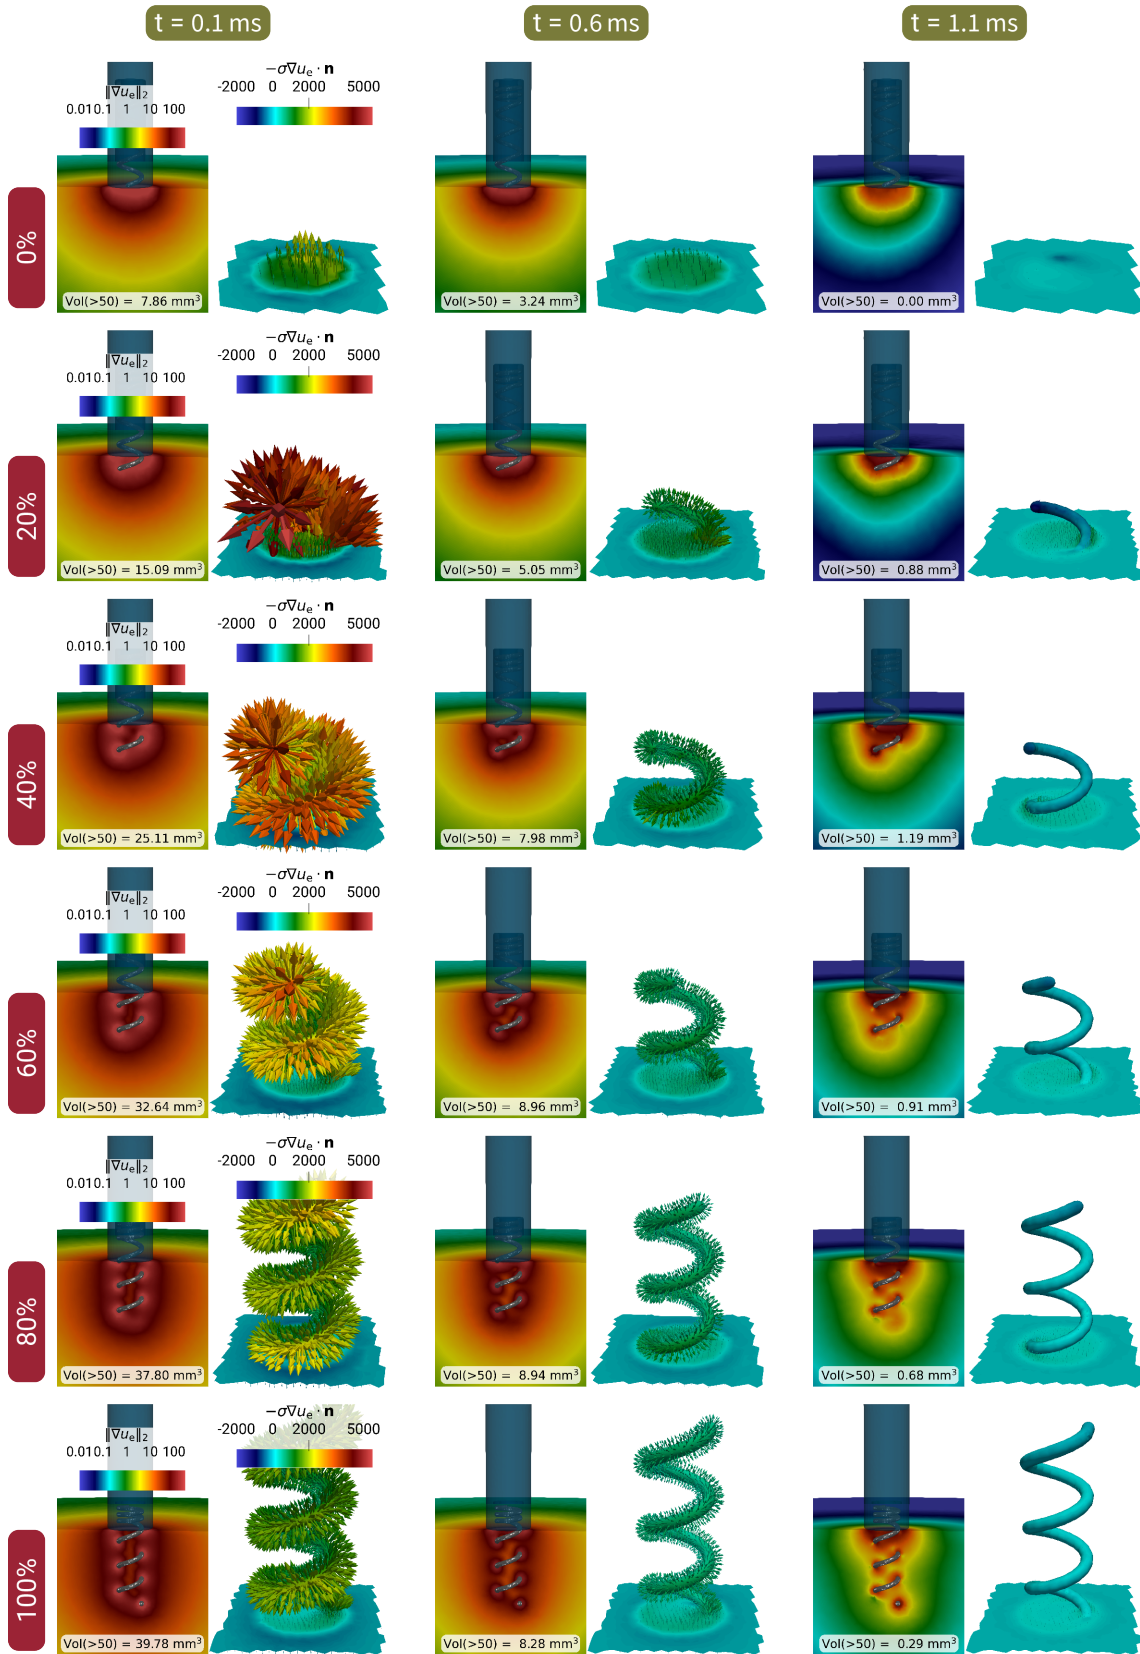 t = 0.1 ms t = 0.6 ms t = 1.1 ms
0%
‖∇uₑ‖₂
0.01 0.1 1 10 100
−σ∇uₑ · n
-2000 0 2000 5000
Vol(>50) = 7.86 mm³
Vol(>50) = 3.24 mm³
Vol(>50) = 0.00 mm³
20%
‖∇uₑ‖₂
0.01 0.1 1 10 100
−σ∇uₑ · n
-2000 0 2000 5000
Vol(>50) = 15.09 mm³
Vol(>50) = 5.05 mm³
Vol(>50) = 0.88 mm³
40%
‖∇uₑ‖₂
0.01 0.1 1 10 100
−σ∇uₑ · n
-2000 0 2000 5000
Vol(>50) = 25.11 mm³
Vol(>50) = 7.98 mm³
Vol(>50) = 1.19 mm³
60%
‖∇uₑ‖₂
0.01 0.1 1 10 100
−σ∇uₑ · n
-2000 0 2000 5000
Vol(>50) = 32.64 mm³
Vol(>50) = 8.96 mm³
Vol(>50) = 0.91 mm³
80%
‖∇uₑ‖₂
0.01 0.1 1 10 100
−σ∇uₑ · n
-2000 0 2000 5000
Vol(>50) = 37.80 mm³
Vol(>50) = 8.94 mm³
Vol(>50) = 0.68 mm³
100%
‖∇uₑ‖₂
0.01 0.1 1 10 100
−σ∇uₑ · n
-2000 0 2000 5000
Vol(>50) = 39.78 mm³
Vol(>50) = 8.28 mm³
Vol(>50) = 0.29 mm³